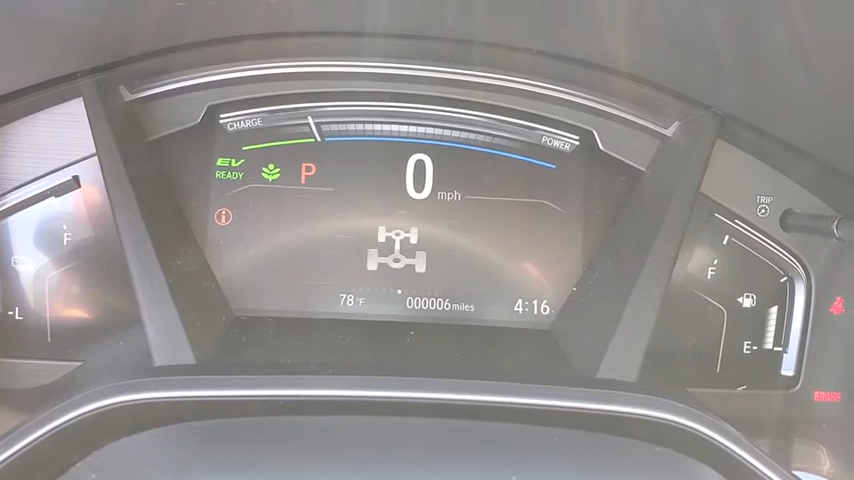 CHARGE
POWER
EV
READY
P
0 mph
TRIP
F
F
-L
E-
78°F
000006 miles
4:16
BRAKE